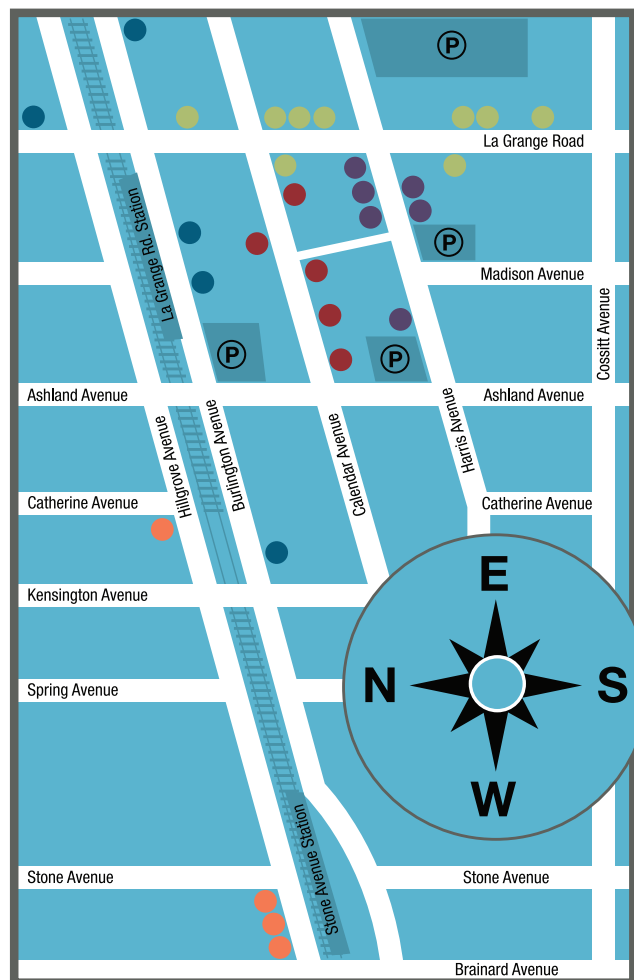 P
La Grange Road
La Grange Rd. Station
P
Madison Avenue
Cossitt Avenue
P
P
Ashland Avenue
Ashland Avenue
Hillgrove Avenue
Burlington Avenue
Calendar Avenue
Harris Avenue
Catherine Avenue
Catherine Avenue
E
Kensington Avenue
N
S
Spring Avenue
W
Stone Avenue Station
Stone Avenue
Stone Avenue
Brainard Avenue